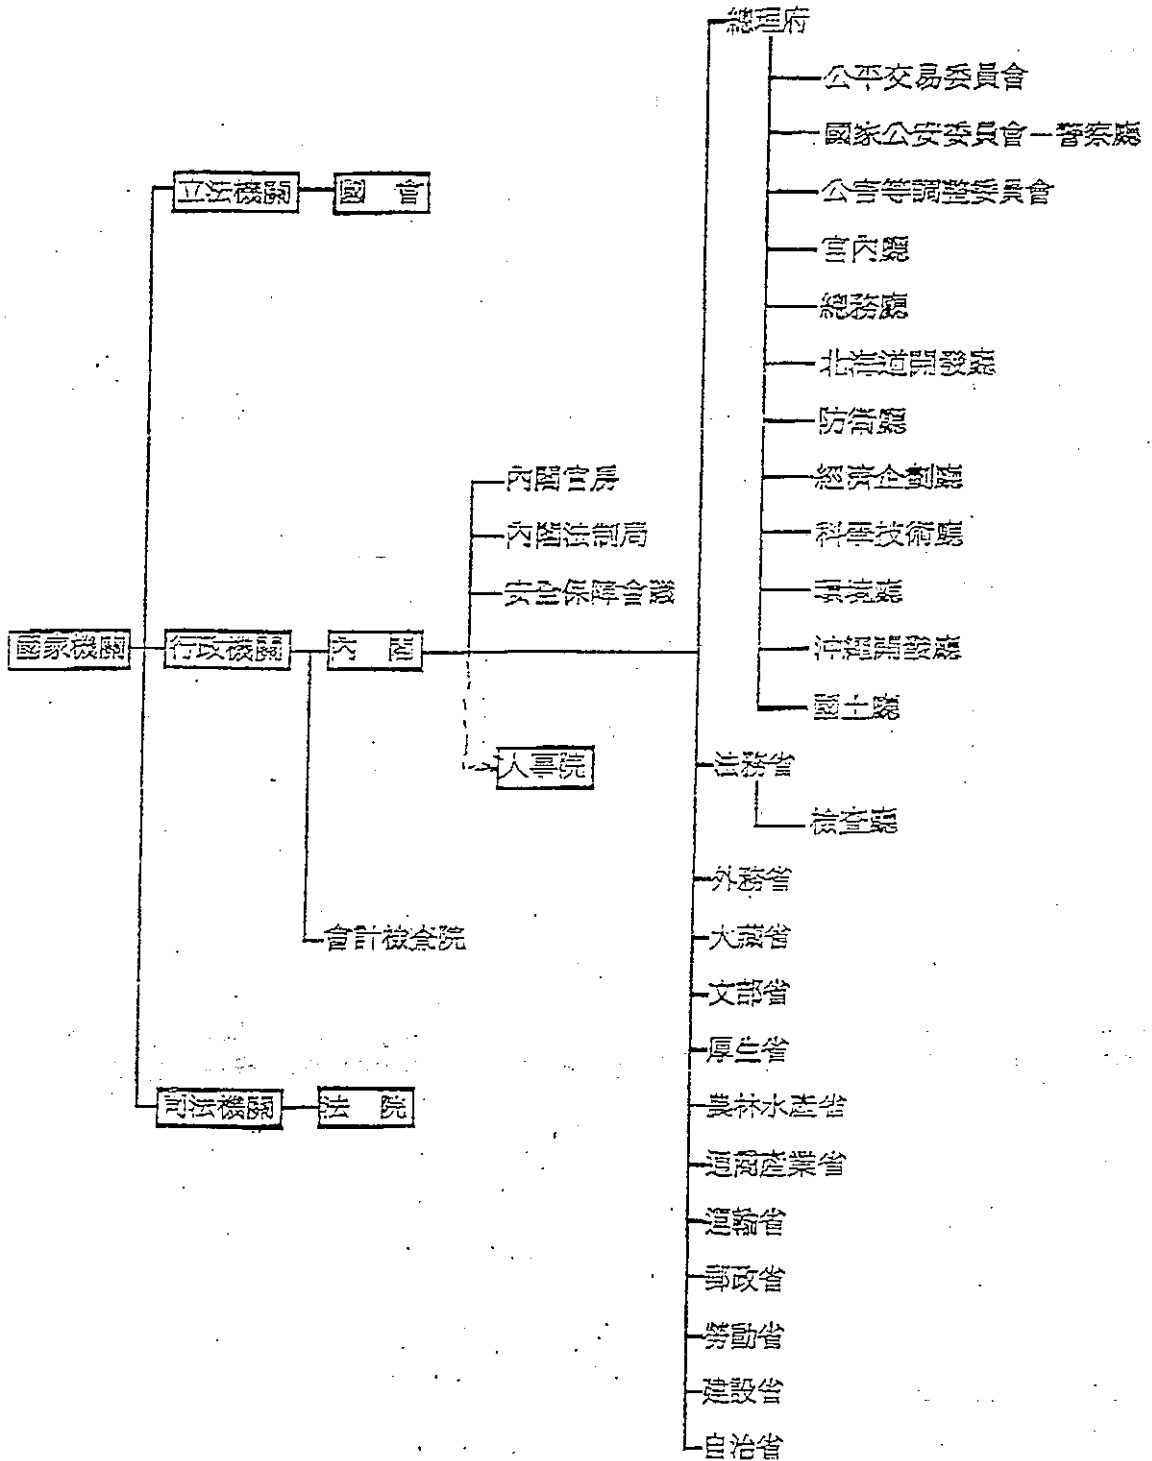 總理府
公平交易委員會
國家公安委員會－警察廳
公害等調整委員會
宮內廳
總務廳
北海道開發廳
防衛廳
經濟企劃廳
科學技術廳
環境廳
沖繩開發廳
國土廳
立法機關
國 會
內閣官房
內閣法制局
安全保障會議
國家機關
行政機關
內 閣
人事院
法務省
檢查廳
外務省
會計檢查院
大藏省
文部省
厚生省
司法機關
法 院
農林水產省
通商產業省
運輸省
郵政省
勞動省
建設省
自治省